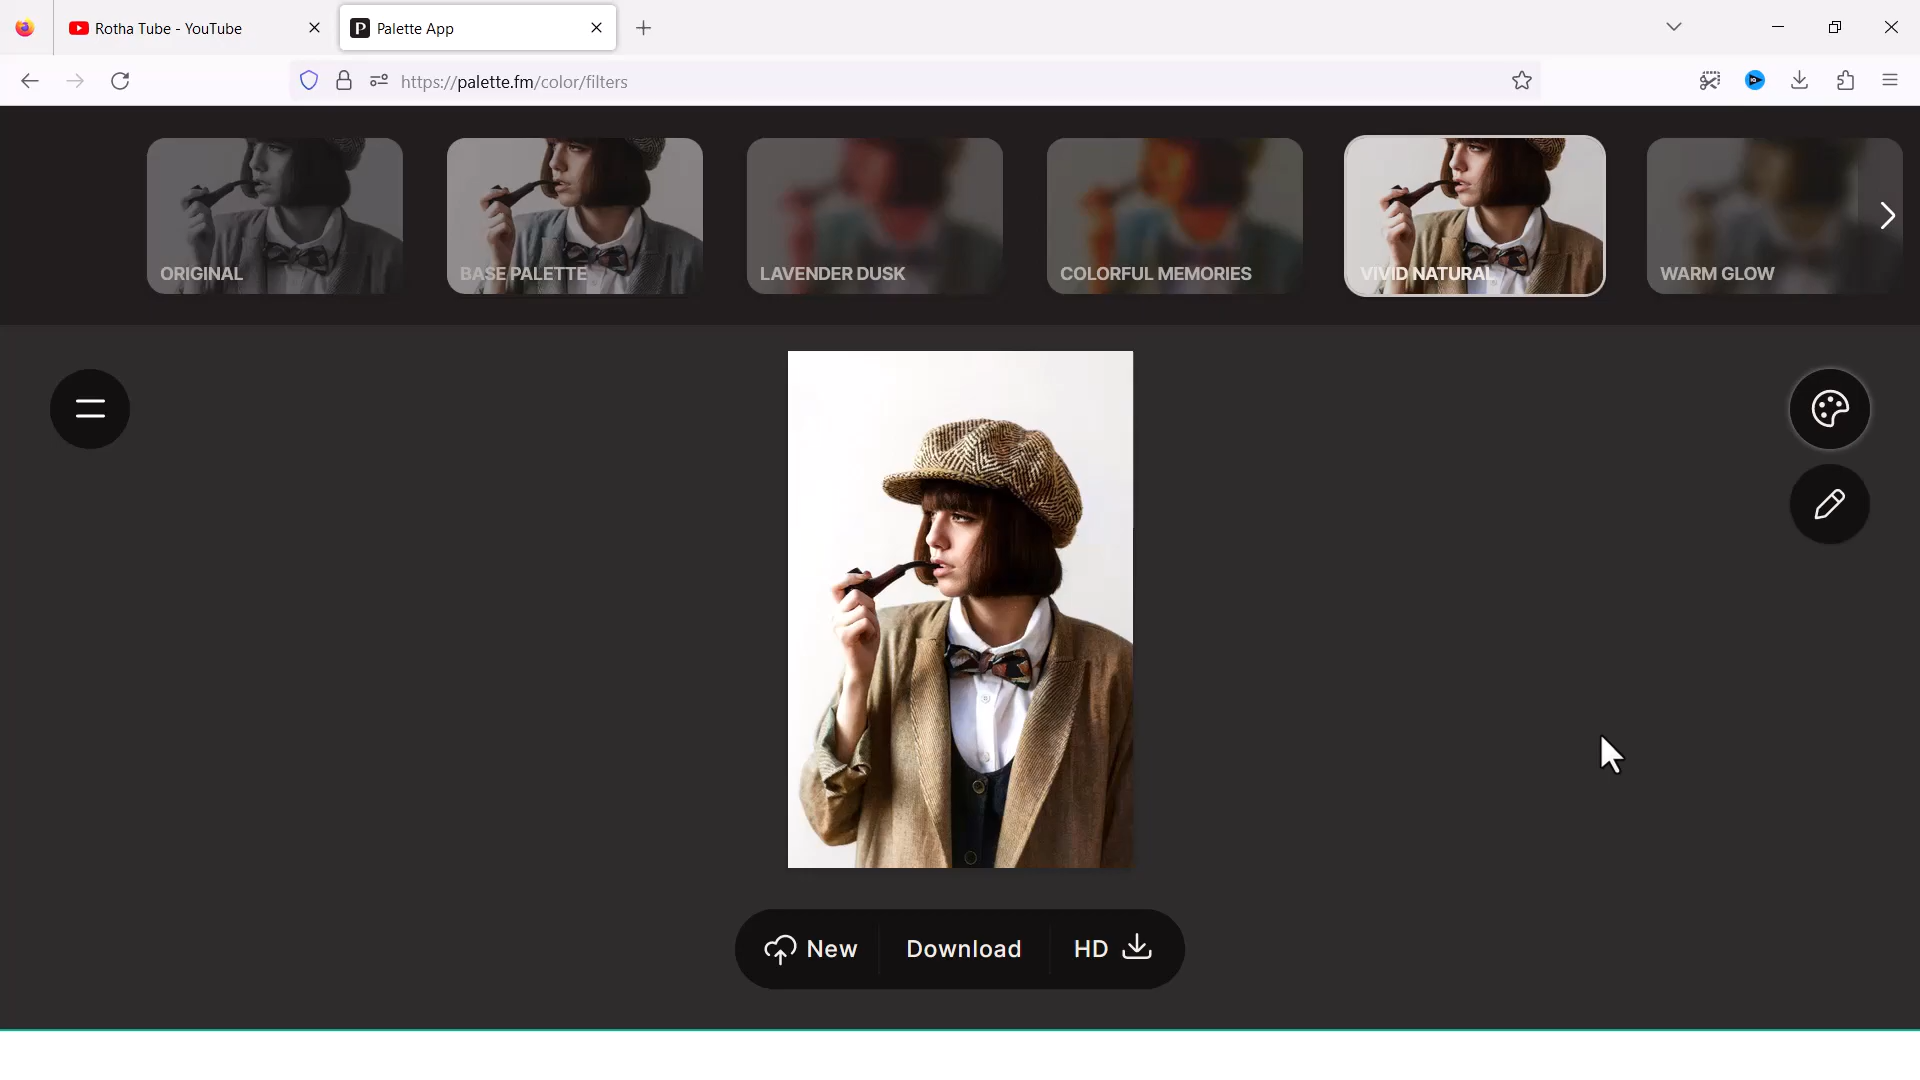 Rotha Tube - YouTube
P Palette App
https://palette.fm/color/filters
ORIGINAL
BASE PALETTE
LAVENDER DUSK
COLORFUL MEMORIES
VIVID NATURAL
WARM GLOW
New
Download
HD